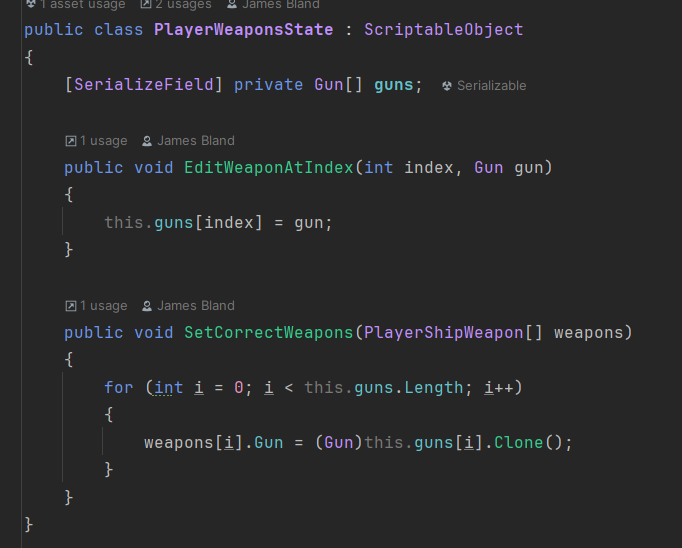 1 asset usage 2 usages James Bland
public class PlayerWeaponsState : ScriptableObject
{
[SerializeField] private Gun[] guns; Serializable
1 usage James Bland
public void EditWeaponAtIndex(int index, Gun gun)
{
this.guns[index] = gun;
}
1 usage James Bland
public void SetCorrectWeapons(PlayerShipWeapon[] weapons)
{
for (int i = 0; i < this.guns.Length; i++)
{
weapons[i].Gun = (Gun)this.guns[i].Clone();
}
}
}